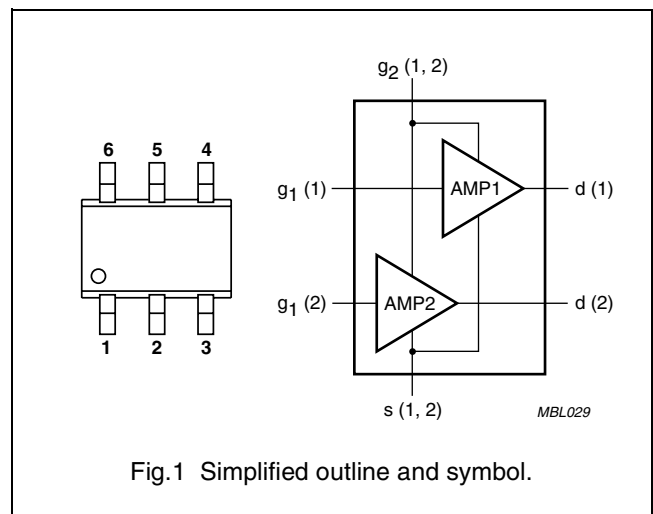 g2 (1, 2)
6 5 4
g1 (1) AMP1 d (1)
g1 (2) AMP2 d (2)
1 2 3
s (1, 2)
MBL029
Fig.1 Simplified outline and symbol.